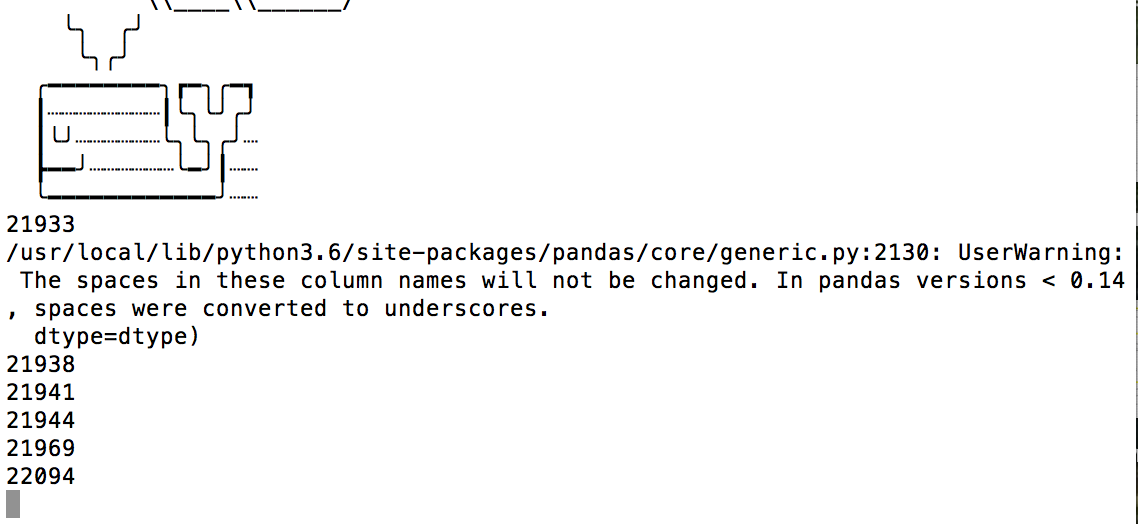 21933
/usr/local/lib/python3.6/site-packages/pandas/core/generic.py:2130: UserWarning:
 The spaces in these column names will not be changed. In pandas versions < 0.14
, spaces were converted to underscores.
  dtype=dtype)
21938
21941
21944
21969
22094